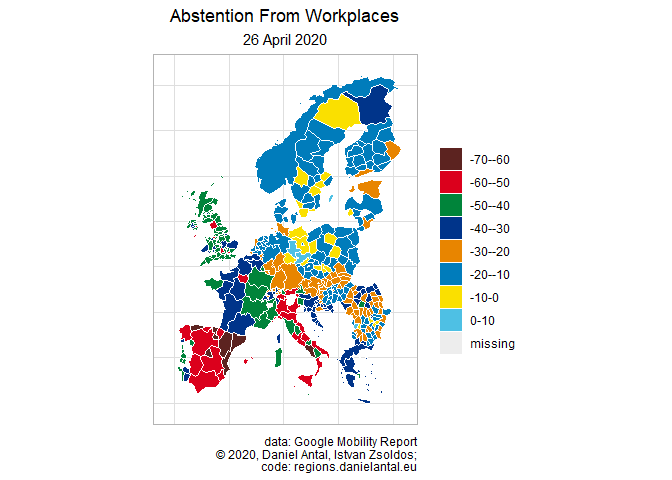 Abstention From Workplaces
26 April 2020
-70--60
-60--50
-50--40
-40--30
-30--20
-20--10
-10-0
0-10
missing
data: Google Mobility Report
© 2020, Daniel Antal, Istvan Zsoldos;
code: regions.danielantal.eu